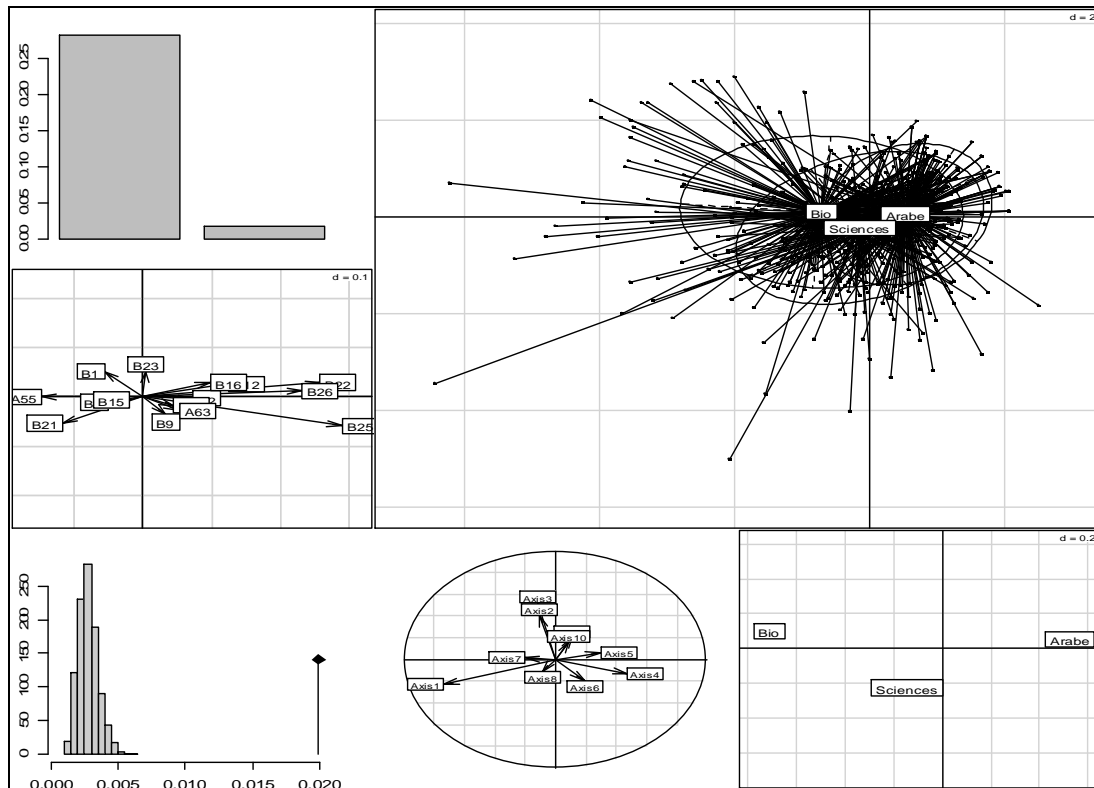 0.00 0.05 0.10 0.15 0.20 0.25
d = 2
Bio
Arabe
Sciences
d = 0.1
B1
B23
B16
12
B22
B26
A55
B
B15
2
A63
B21
B9
B25
0 50 100 150 200 250
0.000 0.005 0.010 0.015 0.020
Axis3
Axis2
Axis10
Axis7
Axis5
Axis1
Axis8
Axis4
Axis6
d = 0.2
Bio
Arabe
Sciences